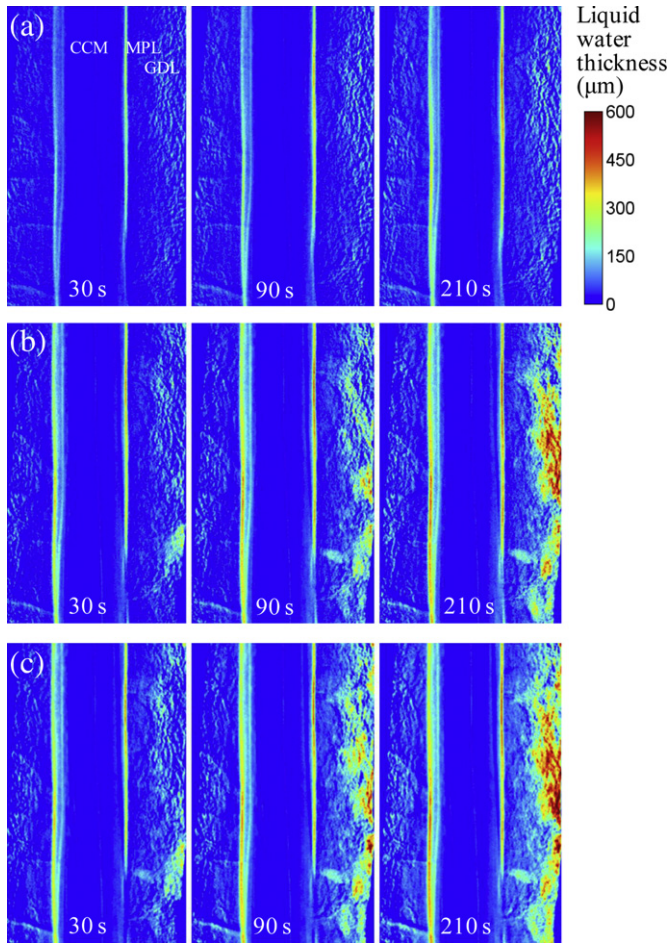 (a)
CCM
MPL
GDL
30 s
90 s
210 s
Liquid
water
thickness
(µm)
600
450
300
150
0
(b)
30 s
90 s
210 s
(c)
30 s
90 s
210 s